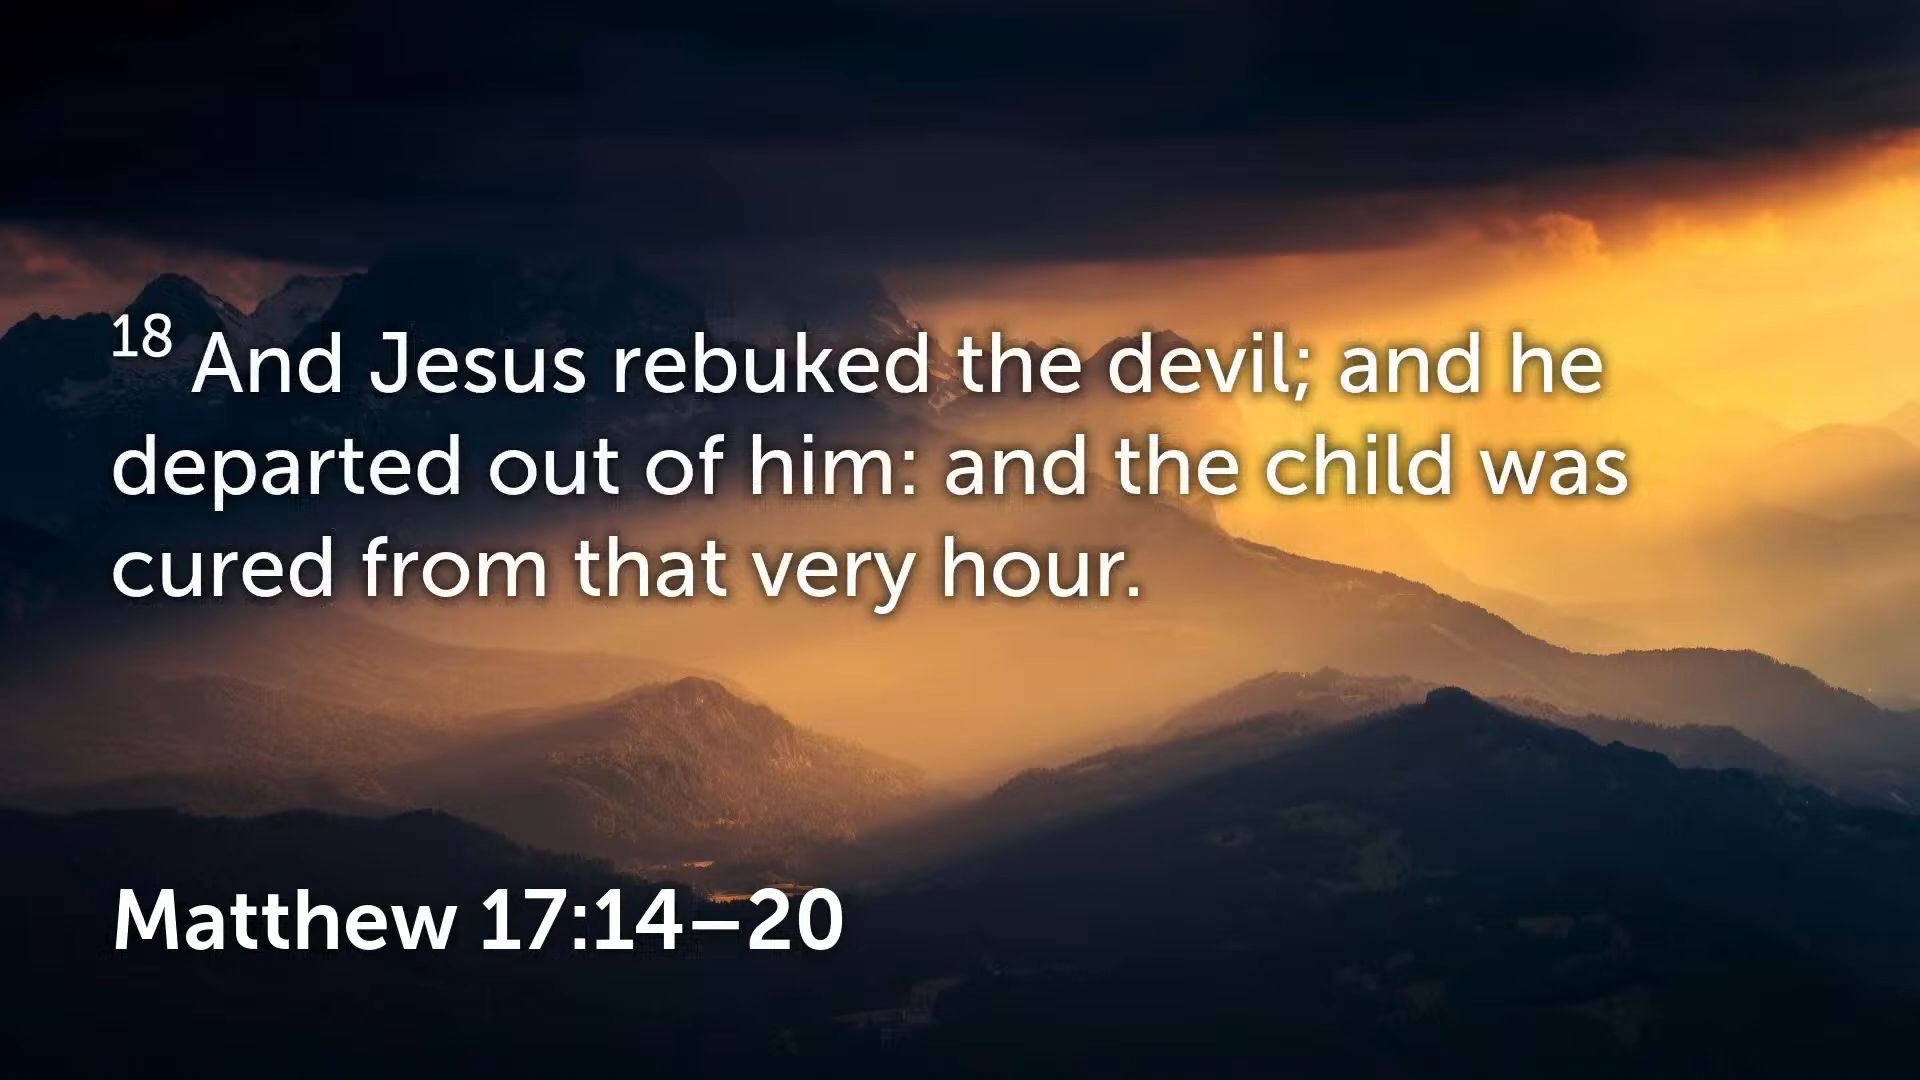 18 And Jesus rebuked the devil; and he
departed out of him: and the child was
cured from that very hour.
Matthew 17:14–20